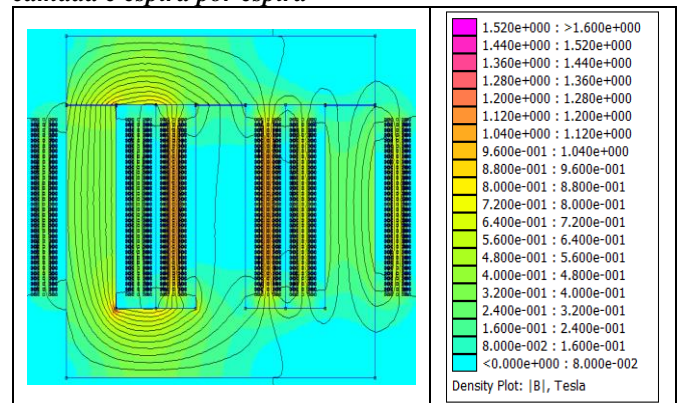 camada e espira por espira
1.520e+000 : >1.600e+000
1.440e+000 : 1.520e+000
1.360e+000 : 1.440e+000
1.280e+000 : 1.360e+000
1.200e+000 : 1.280e+000
1.120e+000 : 1.200e+000
1.040e+000 : 1.120e+000
9.600e-001 : 1.040e+000
8.800e-001 : 9.600e-001
8.000e-001 : 8.800e-001
7.200e-001 : 8.000e-001
6.400e-001 : 7.200e-001
5.600e-001 : 6.400e-001
4.800e-001 : 5.600e-001
4.000e-001 : 4.800e-001
3.200e-001 : 4.000e-001
2.400e-001 : 3.200e-001
1.600e-001 : 2.400e-001
8.000e-002 : 1.600e-001
<0.000e+000 : 8.000e-002
Density Plot: |B|, Tesla